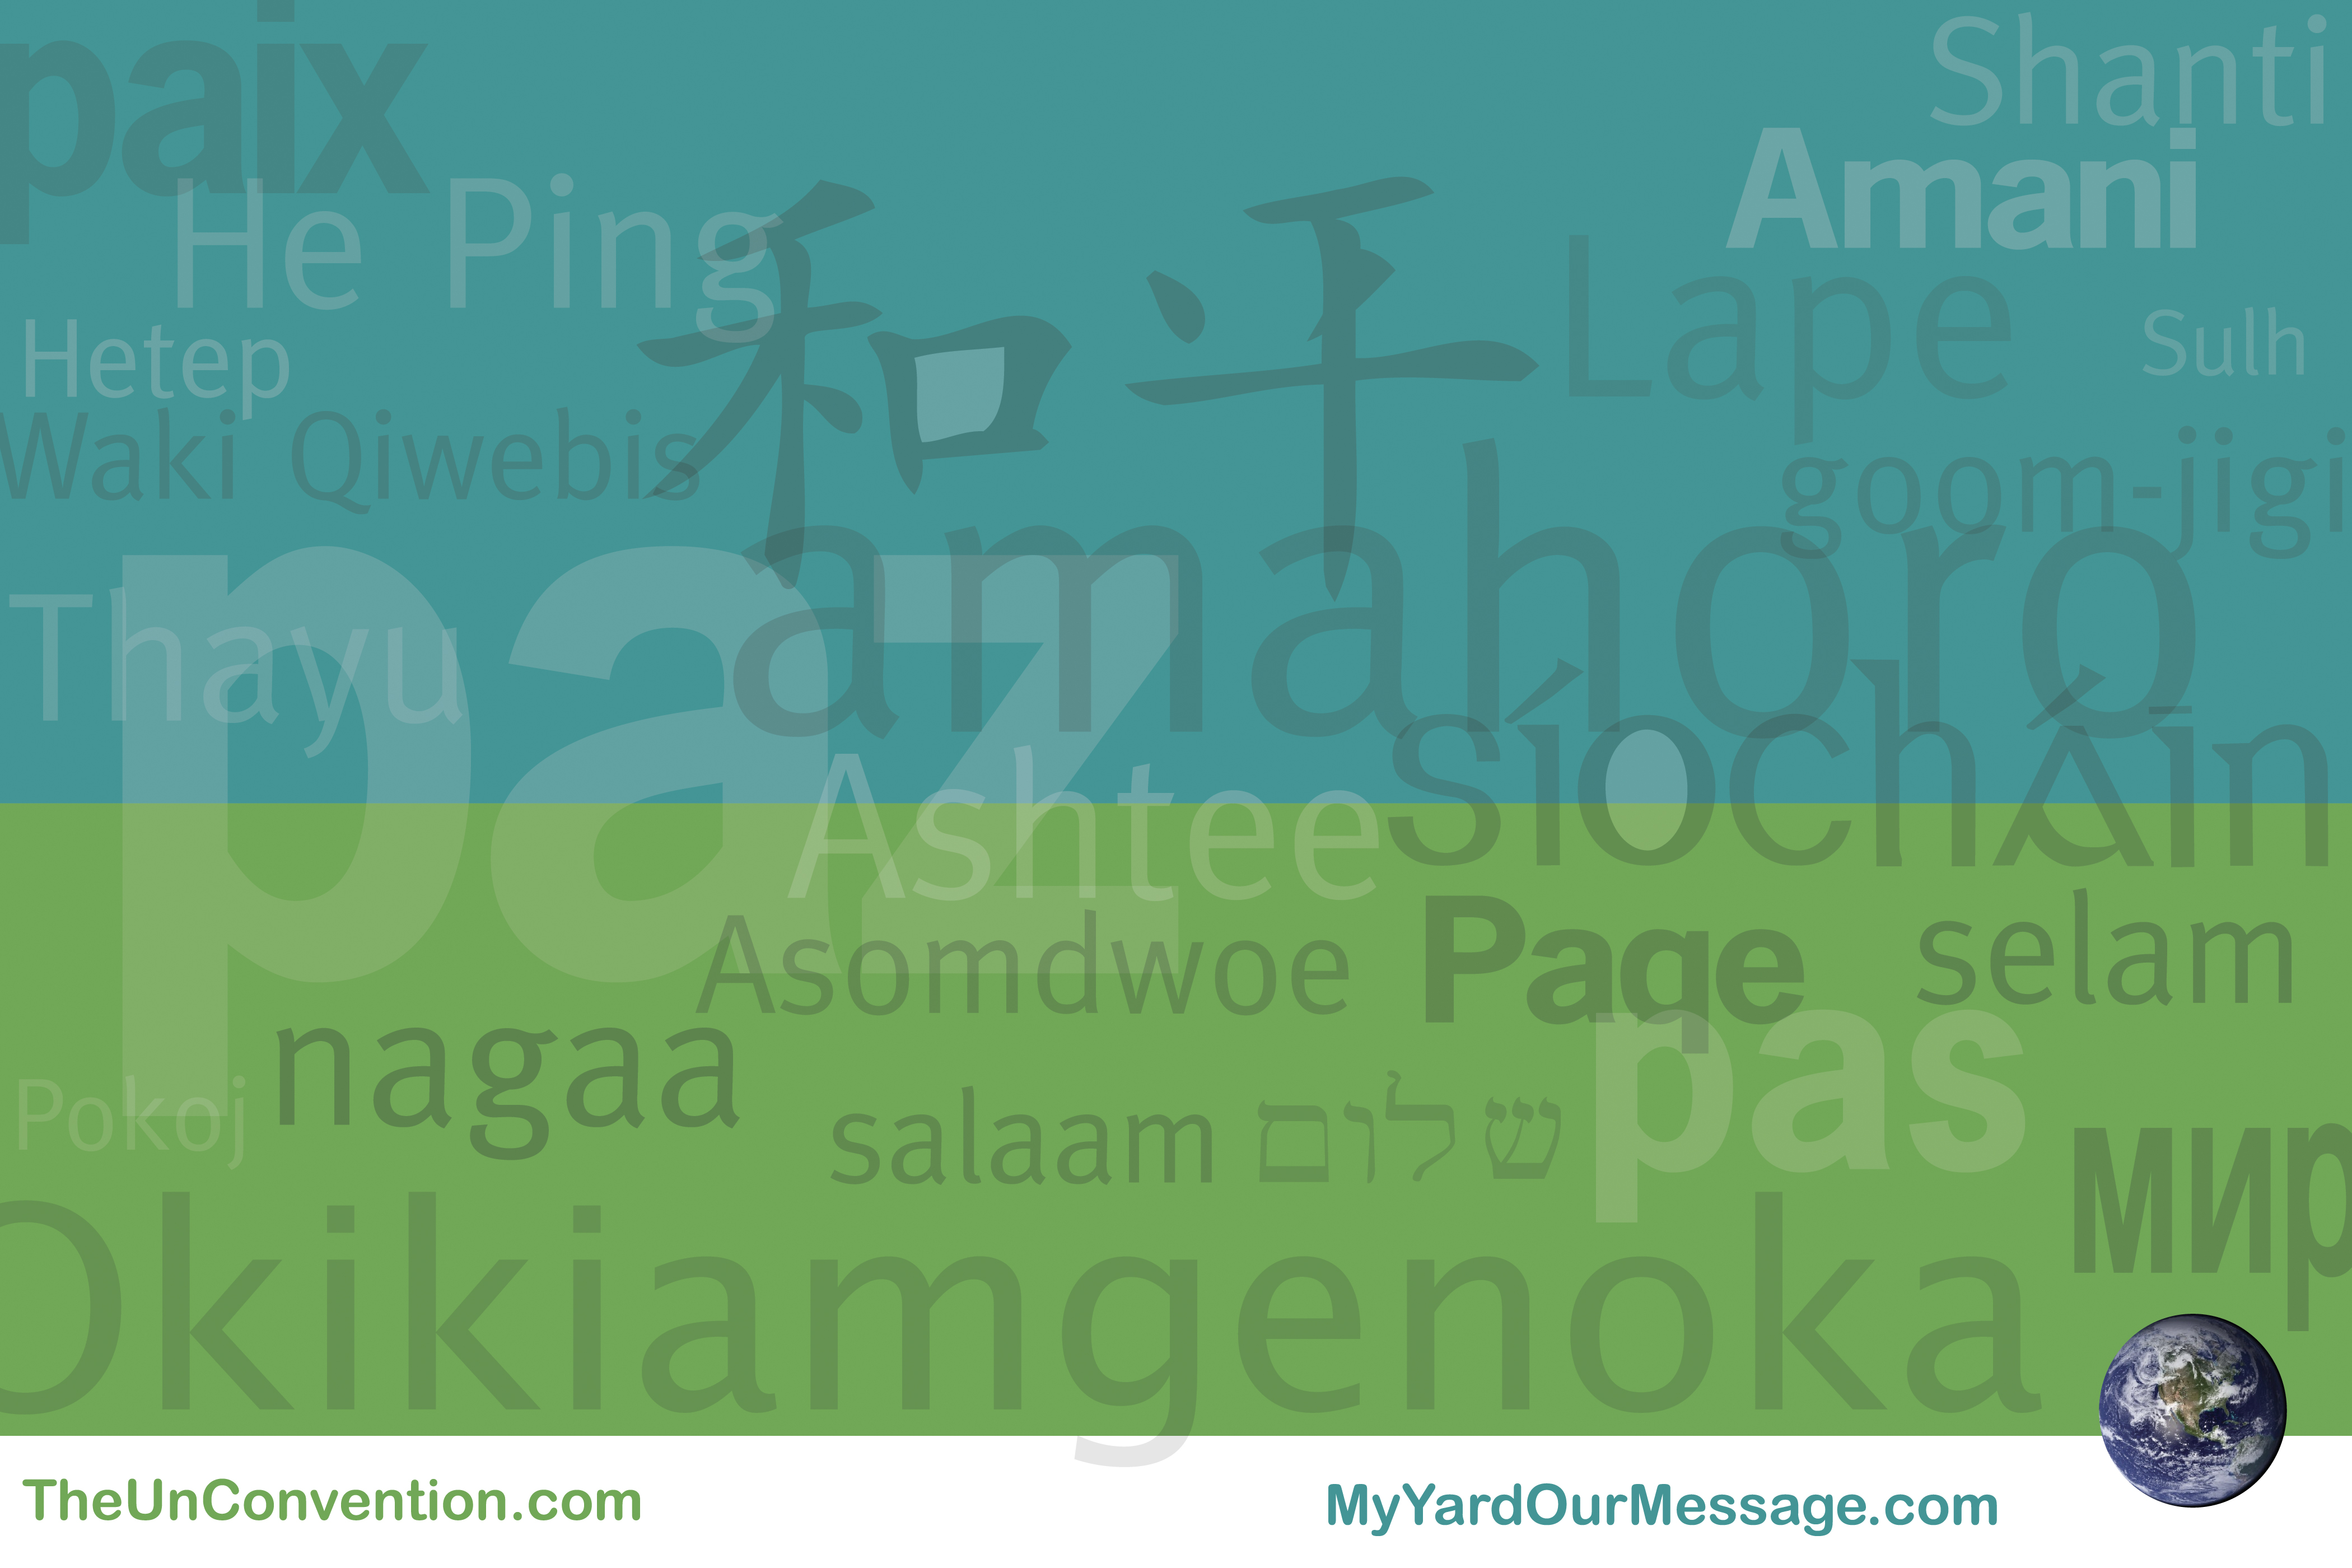 paix
Shanti
Amani
He Ping
和平
Lape
Hetep
Sulh
Waki Qiwebis
goom-jigi
amahoro
Thayu
paz
síocháin
Ashtee
Asomdwoe
Paqe
selam
nagaa
pas
Pokoj
salaam
שלום
мир
Okikiamgenoka
TheUnConvention.com
MyYardOurMessage.com